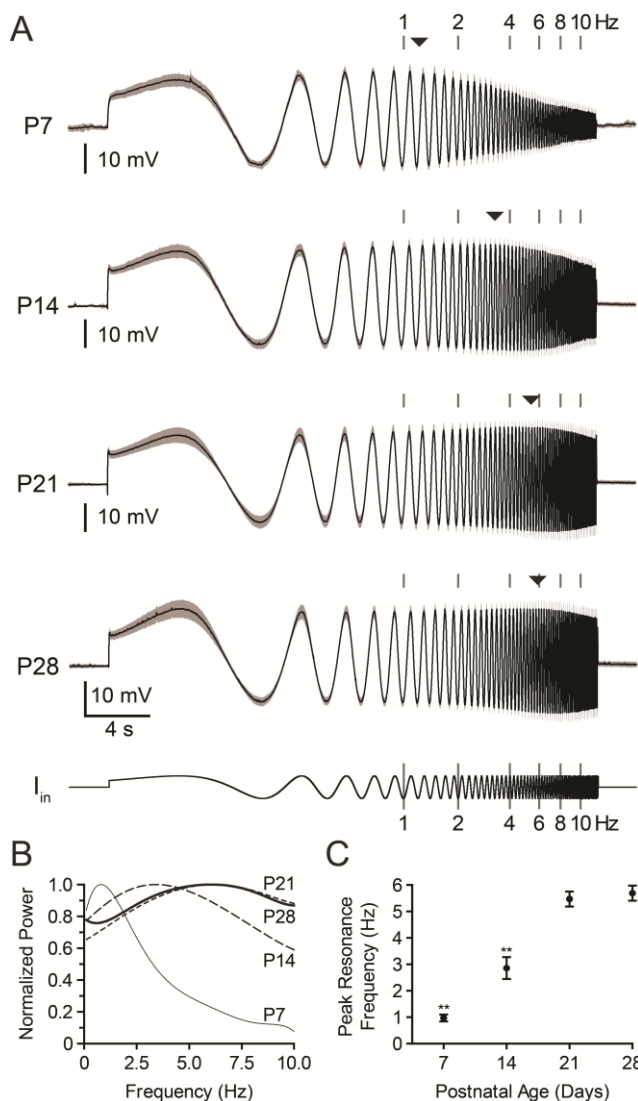 A
1 2 4 6 8 10 Hz
P7
10 mV
P14
10 mV
P21
10 mV
P28
10 mV
4 s
Iin
1 2 4 6 8 10 Hz
B
Normalized Power
1.0
0.8
0.6
0.4
0.2
0
P21
P28
P14
P7
0 2.5 5.0 7.5 10.0
Frequency (Hz)
C
Peak Resonance
Frequency (Hz)
6
5
4
3
2
1
0
**
**
7 14 21 28
Postnatal Age (Days)